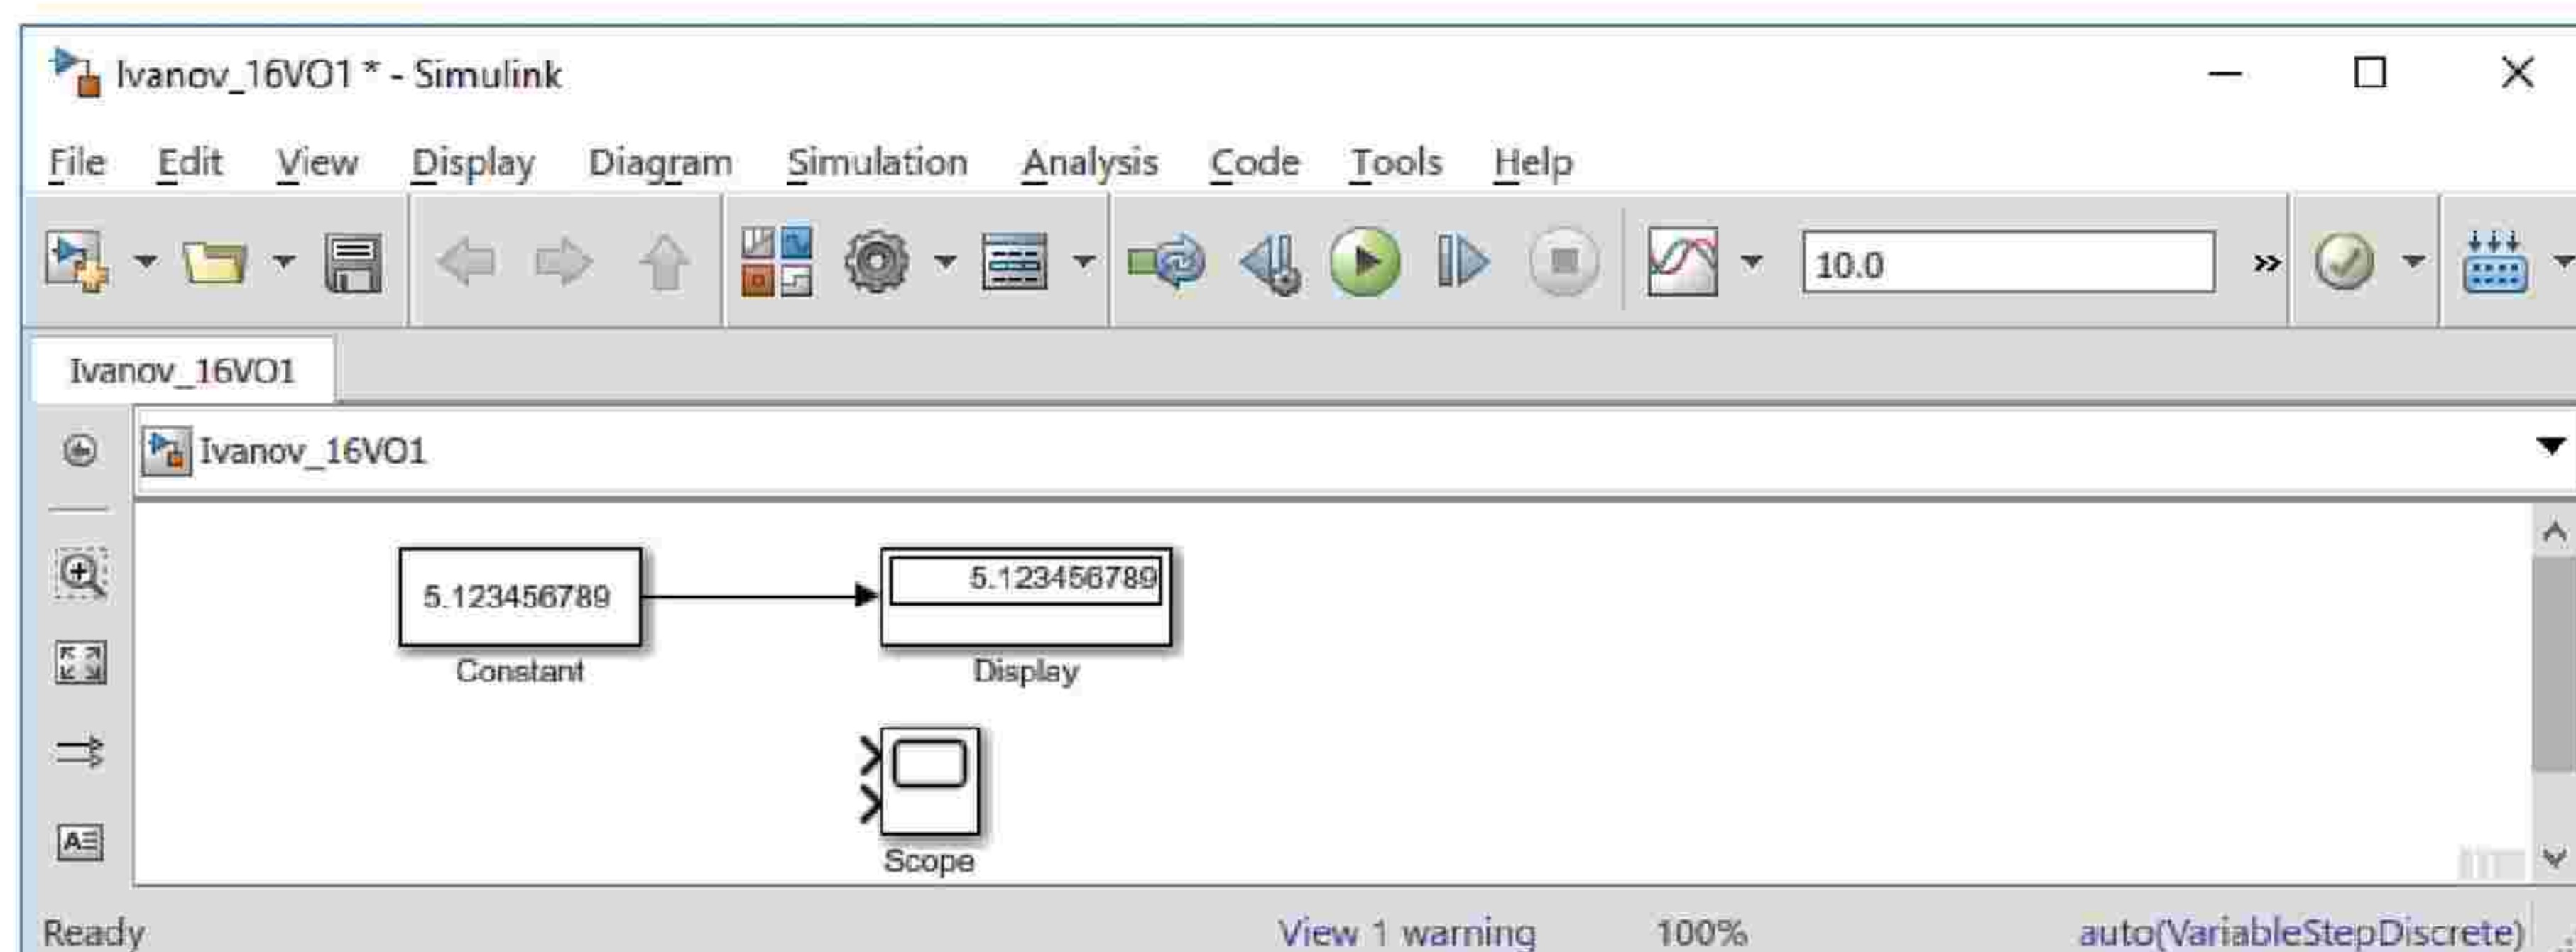 Ivanov_16VO1 * - Simulink
File Edit View Display Diagram Simulation Analysis Code Tools Help
10.0
Ivanov_16VO1
Ivanov_16VO1
5.123456789 5.123456789
Constant Display
Scope
Ready View 1 warning 100% auto(VariableStepDiscrete)